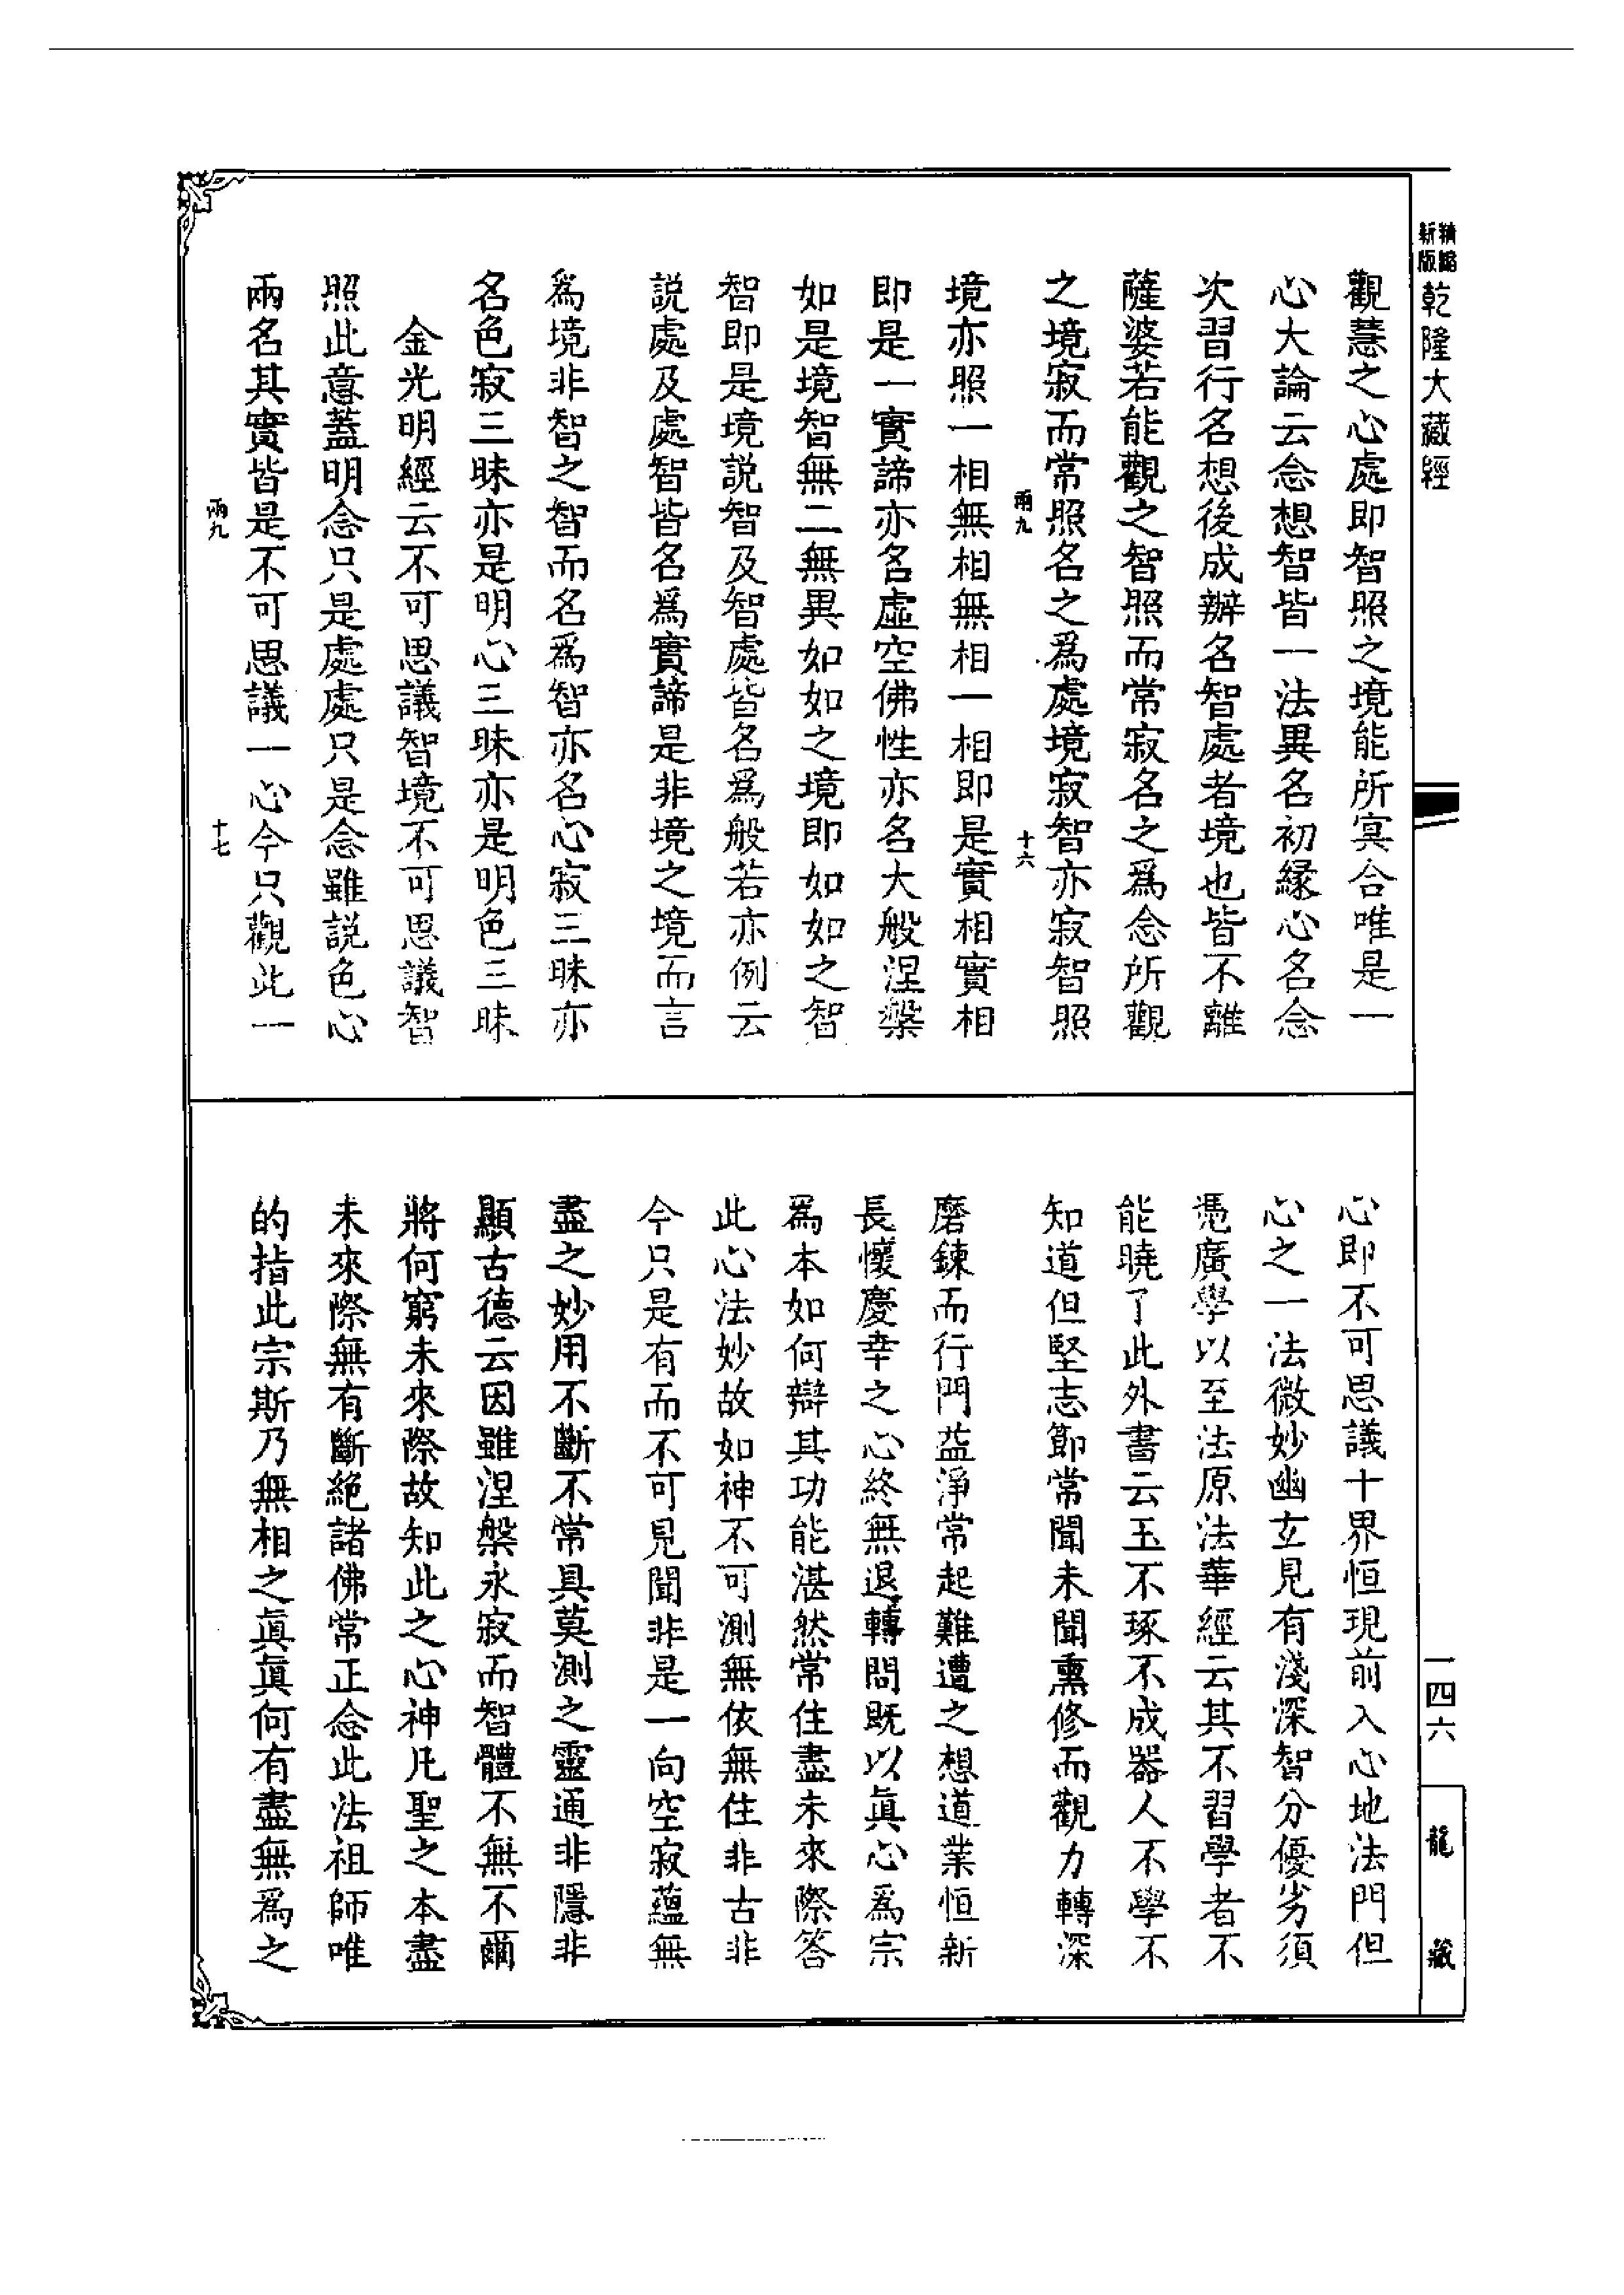 精縮新版乾隆大藏經
觀慧之心處即智照之境能所冥合唯是一
心大論云念想智皆一法異名初緣心名念
次習行名想後成辦名智處者境也皆不離
薩婆若能觀之智照而常寂名之為念所觀
之境寂而常照名之為處境寂智亦寂智照
兩九 十六
境亦照一相無相無相一相即是實相實相
即是一實諦亦名虛空佛性亦名大般涅槃
如是境智無二無異如如之境即如如之智
智即是境說智及智處皆名為般若亦例云
說處及處智皆名為實諦是非境之境而言
為境非智之智而名為智亦名心寂三昧亦
名色寂三昧亦是明心三昧亦是明色三昧
金光明經云不可思議智境不可思議智
照此意蓋明念只是處處只是念雖說色心
兩名其實皆是不可思議一心今只觀此一
兩九 十七
心即不可思議十界恒現前入心地法門但
心之一法微妙幽玄見有淺深智分優劣須
憑廣學以至法原法華經云其不習學者不
能曉了此外書云玉不琢不成器人不學不
知道但堅志節常聞未聞熏修而觀力轉深
磨鍊而行門益淨常起難遭之想道業恒新
長懷慶幸之心終無退轉問既以真心為宗
為本如何辯其功能湛然常住盡未來際答
此心法妙故如神不可測無依無住非古非
今只是有而不可見聞非是一向空寂蘊無
盡之妙用不斷不常具莫測之靈通非隱非
顯古德云因雖涅槃永寂而智體不無不爾
將何窮未來際故知此之心神凡聖之本盡
未來際無有斷絕諸佛常正念此法祖師唯
的指此宗斯乃無相之真真何有盡無為之
一四六
龍藏